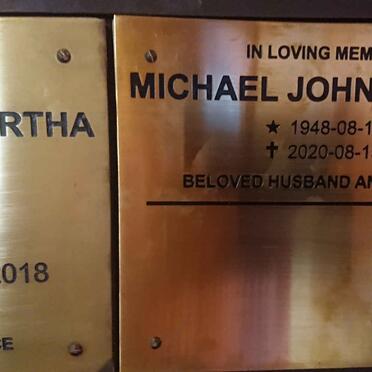 RTHA
2018
CE
IN LOVING MEM
MICHAEL JOHN
★ 1948-08-1
✝ 2020-08-1
BELOVED HUSBAND AN